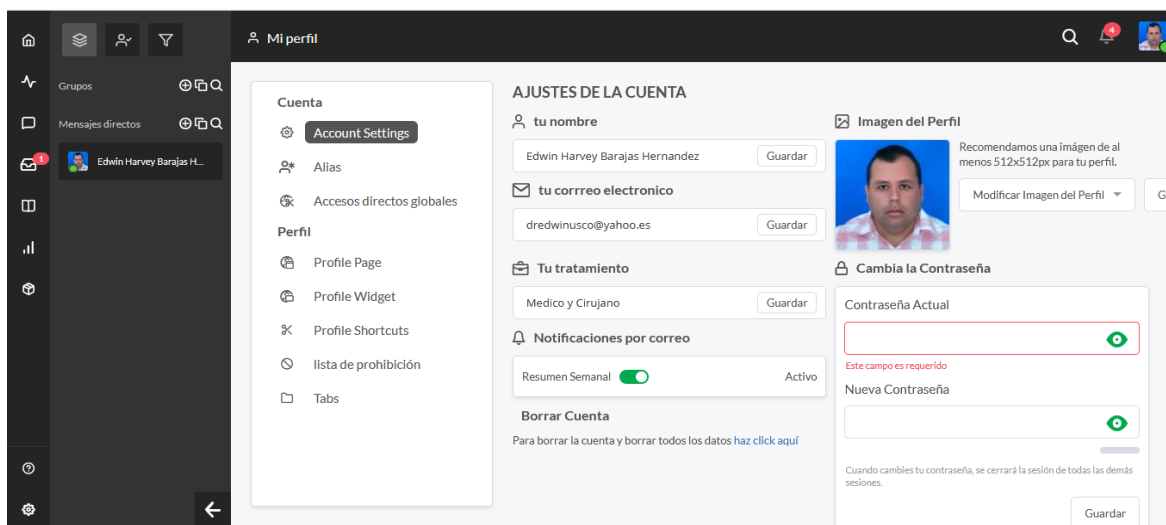 Mi perfil
4
Grupos
Mensajes directos
1
Edwin Harvey Barajas H...
Cuenta
Account Settings
Alias
Accesos directos globales
Perfil
Profile Page
Profile Widget
Profile Shortcuts
lista de prohibición
Tabs
AJUSTES DE LA CUENTA
tu nombre
Edwin Harvey Barajas Hernandez
Guardar
tu corrreo electronico
dredwinusco@yahoo.es
Guardar
Tu tratamiento
Medico y Cirujano
Guardar
Notificaciones por correo
Resumen Semanal
Activo
Borrar Cuenta
Para borrar la cuenta y borrar todos los datos haz click aquí
Imagen del Perfil
Recomendamos una imágen de al
menos 512x512px para tu perfil.
Modificar Imagen del Perfil
G
Cambia la Contraseña
Contraseña Actual
Este campo es requerido
Nueva Contraseña
Cuando cambies tu contraseña, se cerrará la sesión de todas las demás
sesiones.
Guardar